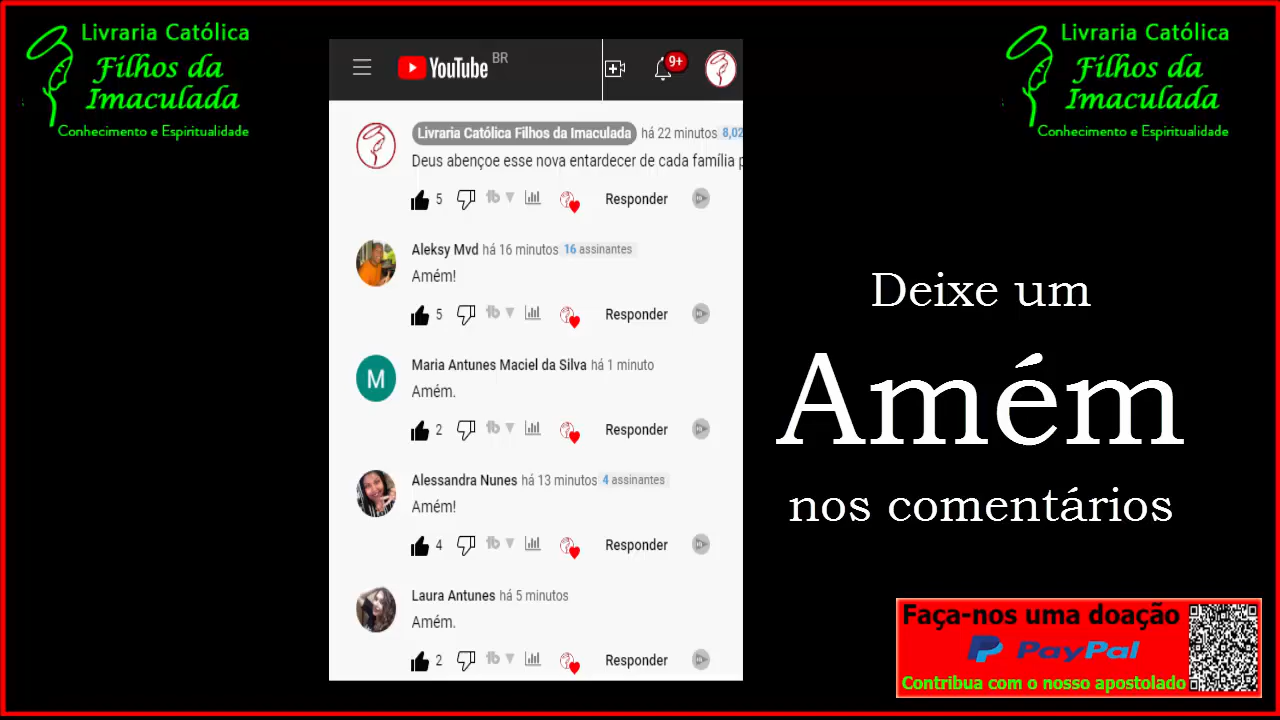 Livraria Católica
Filhos da
Imaculada
Conhecimento e Espiritualidade
YouTube BR
9+
Livraria Católica Filhos da Imaculada há 22 minutos 8,02
Deus abençoe esse nova entardecer de cada família p
5 Responder
Aleksy Mvd há 16 minutos 16 assinantes
Amém!
5 Responder
M
Maria Antunes Maciel da Silva há 1 minuto
Amém.
2 Responder
Alessandra Nunes há 13 minutos 4 assinantes
Amém!
4 Responder
Laura Antunes há 5 minutos
Amém.
2 Responder
Livraria Católica
Filhos da
Imaculada
Conhecimento e Espiritualidade
Deixe um
Amém
nos comentários
Faça-nos uma doação
PayPal
Contribua com o nosso apostolado